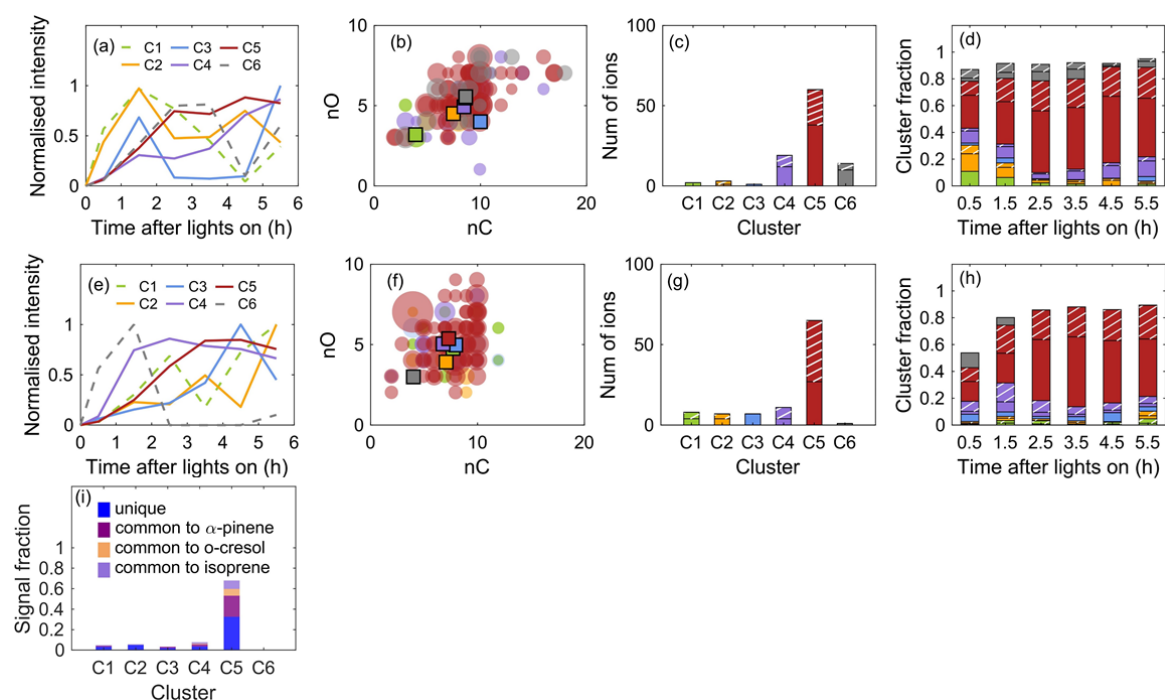 (a)
C1 C3 C5
C2 C4 C6
Normalised intensity
1
0.5
0
0 1 2 3 4 5 6
Time after lights on (h)
(b)
nO
10
5
0
0 10 20
nC
(c)
Num of ions
100
50
0
C1 C2 C3 C4 C5 C6
Cluster
(d)
Cluster fraction
1
0.8
0.6
0.4
0.2
0
0.5 1.5 2.5 3.5 4.5 5.5
Time after lights on (h)
(e)
C1 C3 C5
C2 C4 C6
Normalised intensity
1
0.5
0
0 1 2 3 4 5 6
Time after lights on (h)
(f)
nO
10
5
0
0 10 20
nC
(g)
Num of ions
100
50
0
C1 C2 C3 C4 C5 C6
Cluster
(h)
Cluster fraction
1
0.8
0.6
0.4
0.2
0
0.5 1.5 2.5 3.5 4.5 5.5
Time after lights on (h)
(i)
unique
common to α-pinene
common to o-cresol
common to isoprene
Signal fraction
1
0.8
0.6
0.4
0.2
0
C1 C2 C3 C4 C5 C6
Cluster